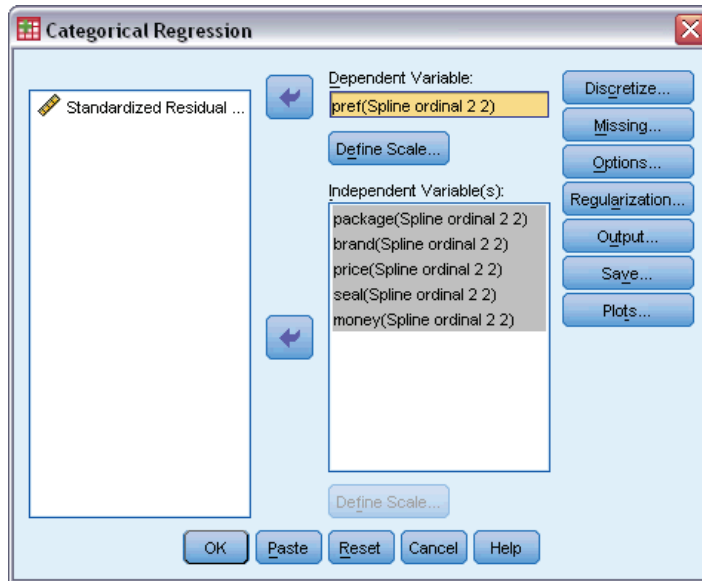 Categorical Regression
Standardized Residual ...
Dependent Variable:
pref(Spline ordinal 2 2)
Define Scale...
Independent Variable(s):
package(Spline ordinal 2 2)
brand(Spline ordinal 2 2)
price(Spline ordinal 2 2)
seal(Spline ordinal 2 2)
money(Spline ordinal 2 2)
Define Scale...
Discretize...
Missing...
Options...
Regularization...
Output...
Save...
Plots...
OK
Paste
Reset
Cancel
Help